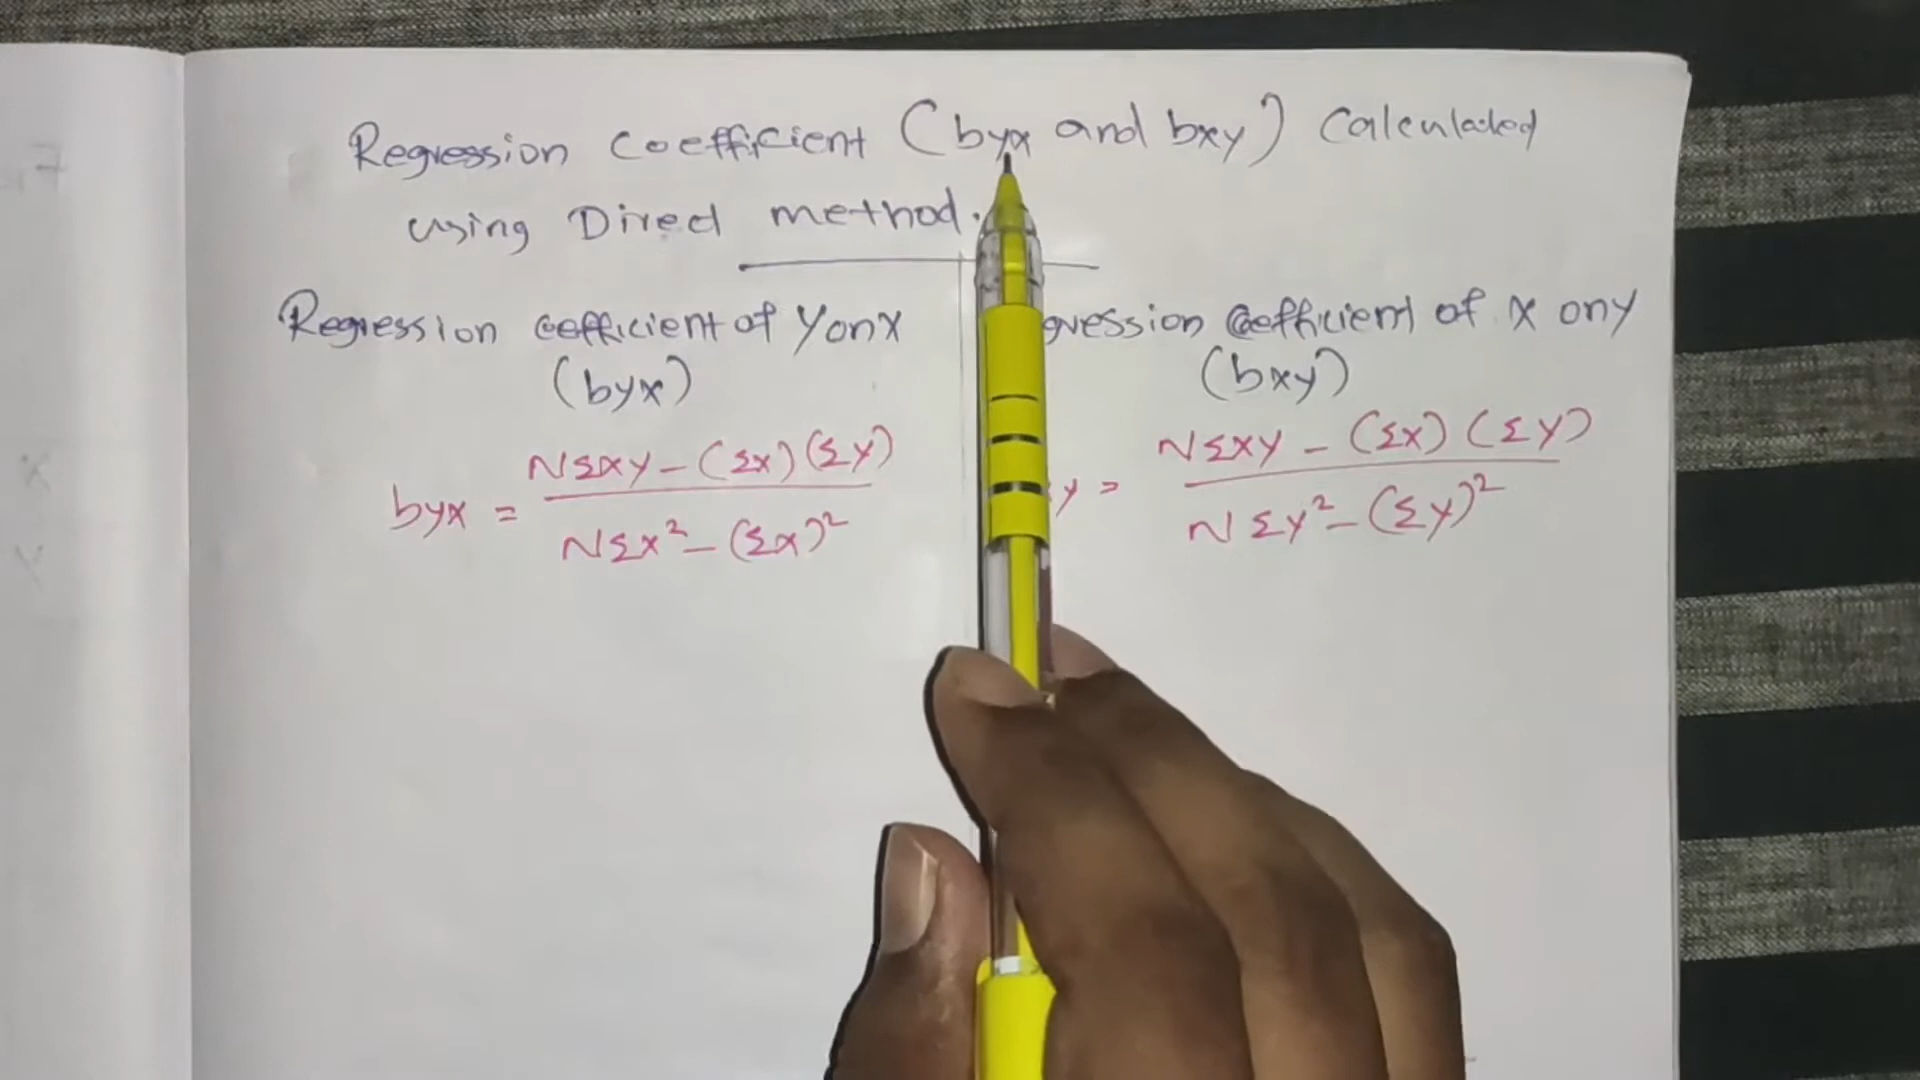 Regression Coefficient (byx and bxy) Calculated
using Direct method.
Regression coefficient of Y on X
(byx)
byx = NΣXY - (Σx) (ΣY)
NΣx² - (Σx)²
gression Coefficient of X on y
(bxy)
y = NΣXY - (Σx) (ΣY)
NΣy² - (Σy)²